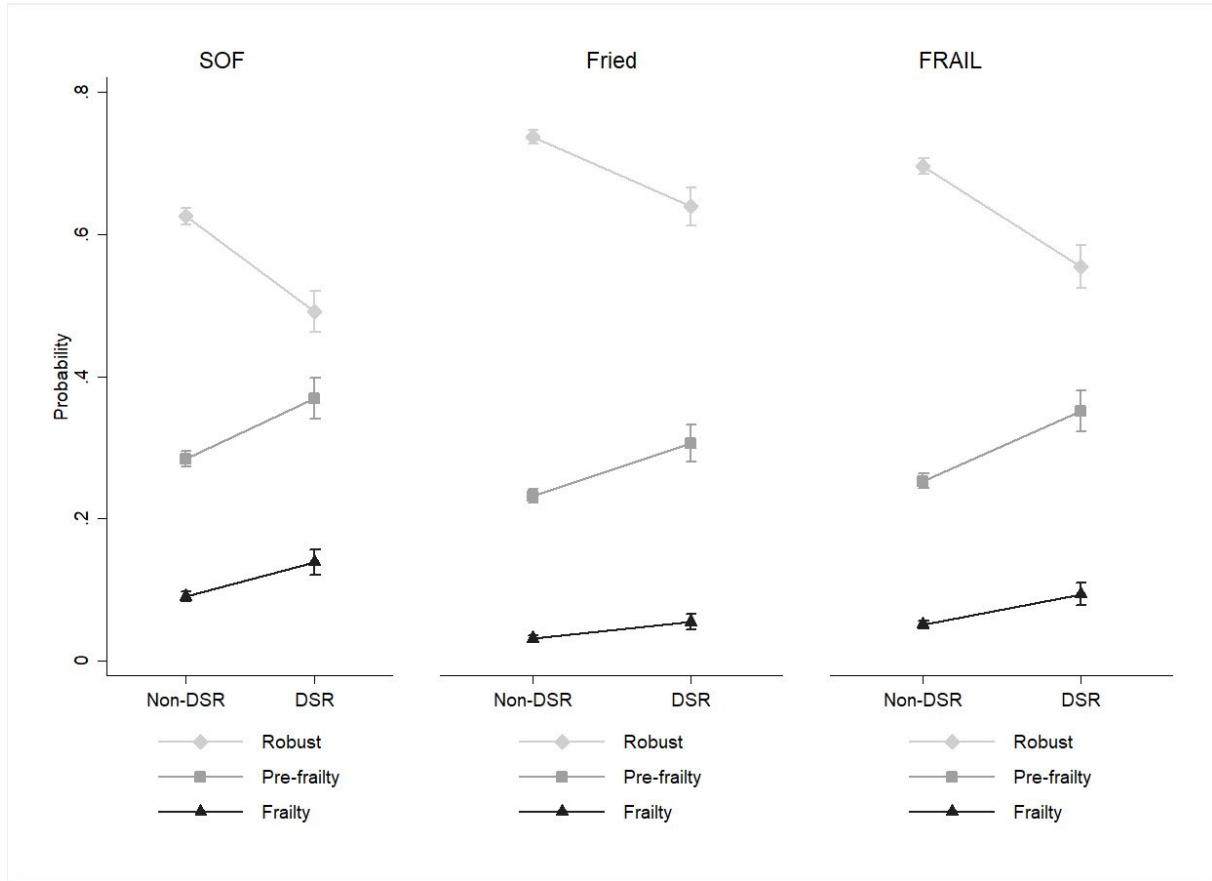 SOF Fried FRAIL
.8
.6
.4
.2
0
Probability
Non-DSR DSR Non-DSR DSR Non-DSR DSR
Robust Robust Robust
Pre-frailty Pre-frailty Pre-frailty
Frailty Frailty Frailty